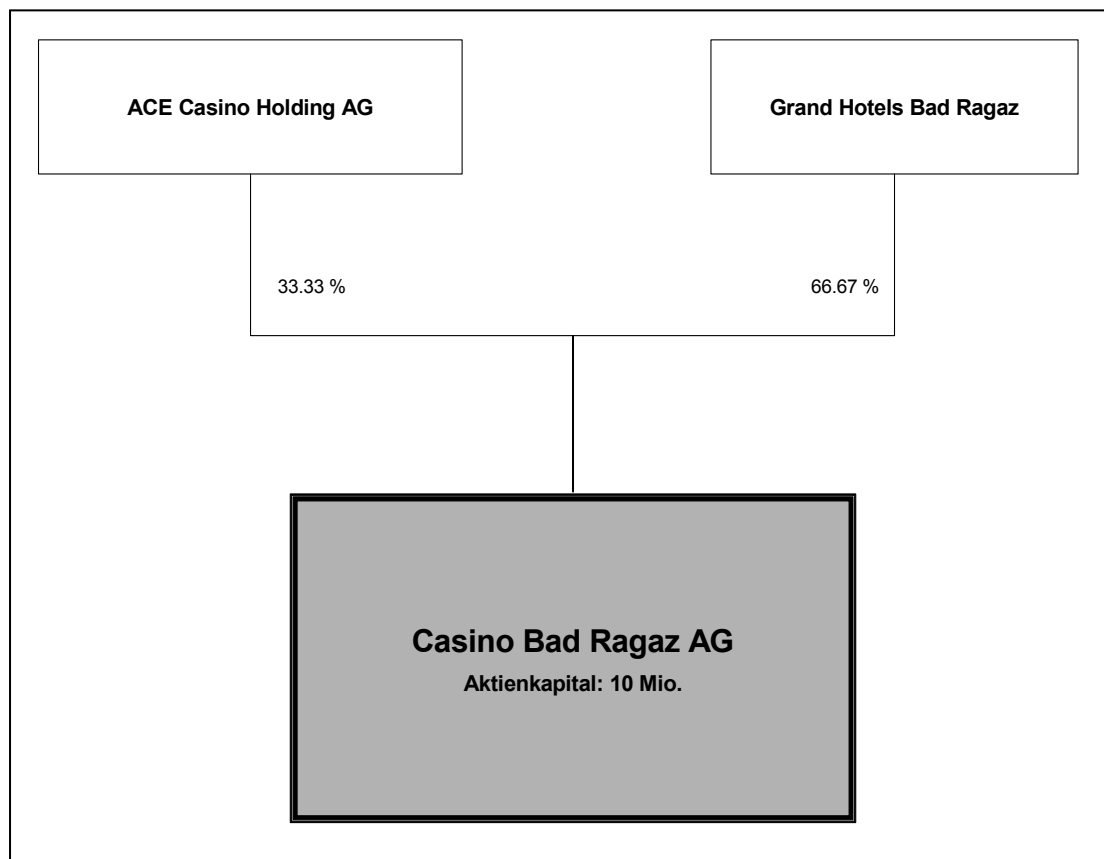 ACE Casino Holding AG
Grand Hotels Bad Ragaz
33.33 %
66.67 %
Casino Bad Ragaz AG
Aktienkapital: 10 Mio.